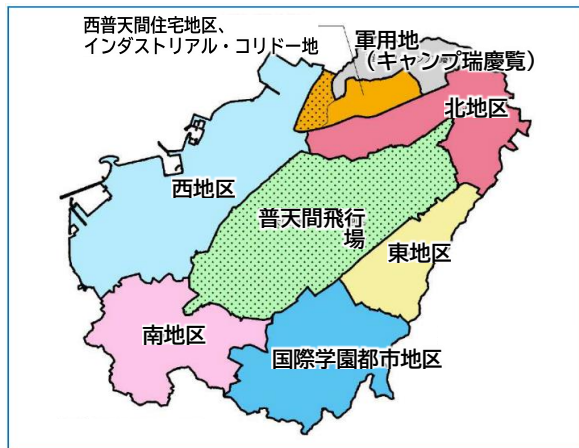 西普天間住宅地区、
インダストリアル・コリドー地
軍用地
(キャンプ瑞慶覧)
北地区
西地区
普天間飛行
場
東地区
南地区
国際学園都市地区